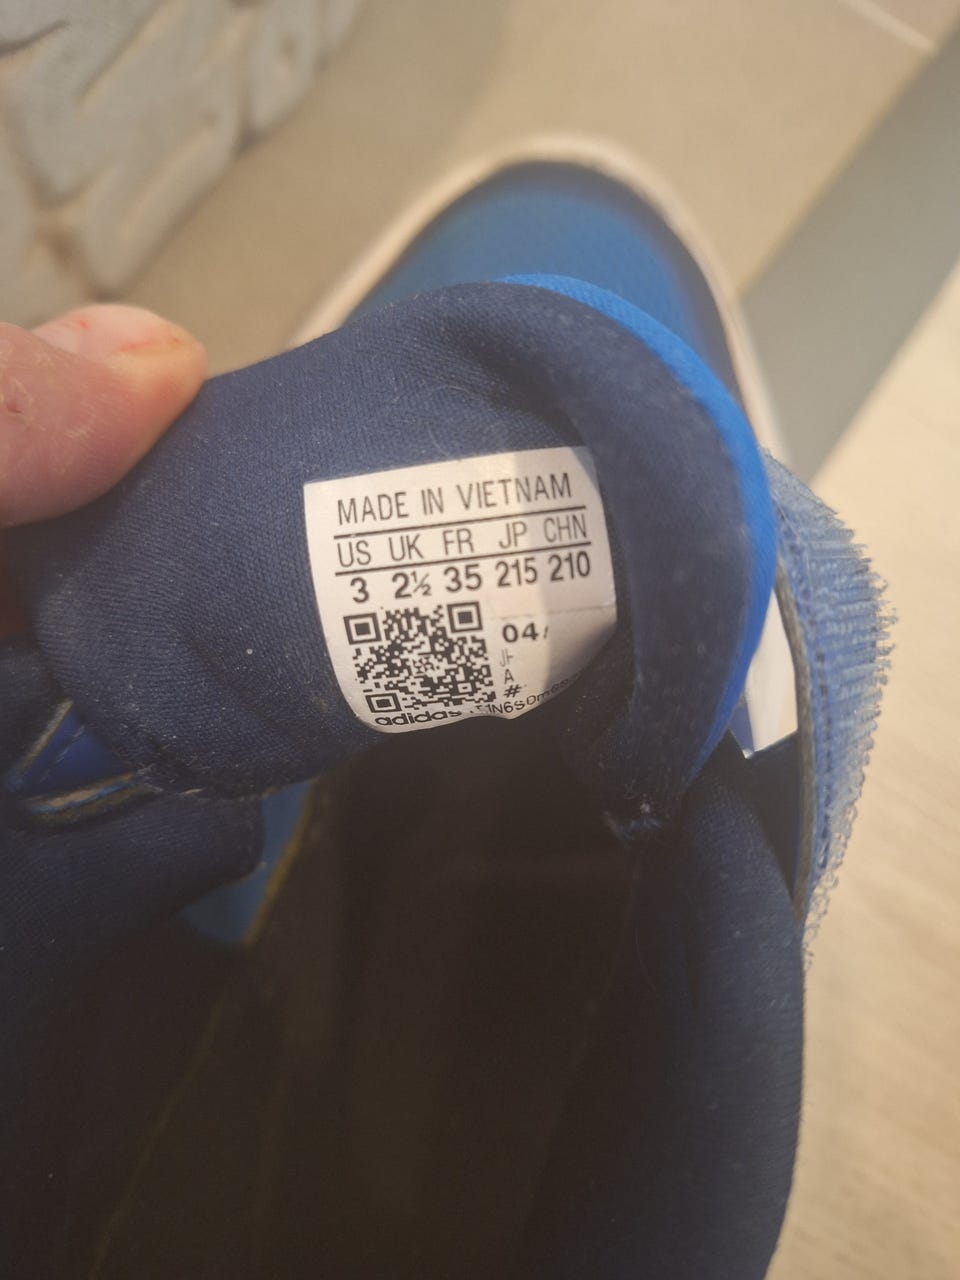 MADE IN VIETNAM
US UK FR JP CHN
3 2½ 35 215 210
04
A
#
adidas